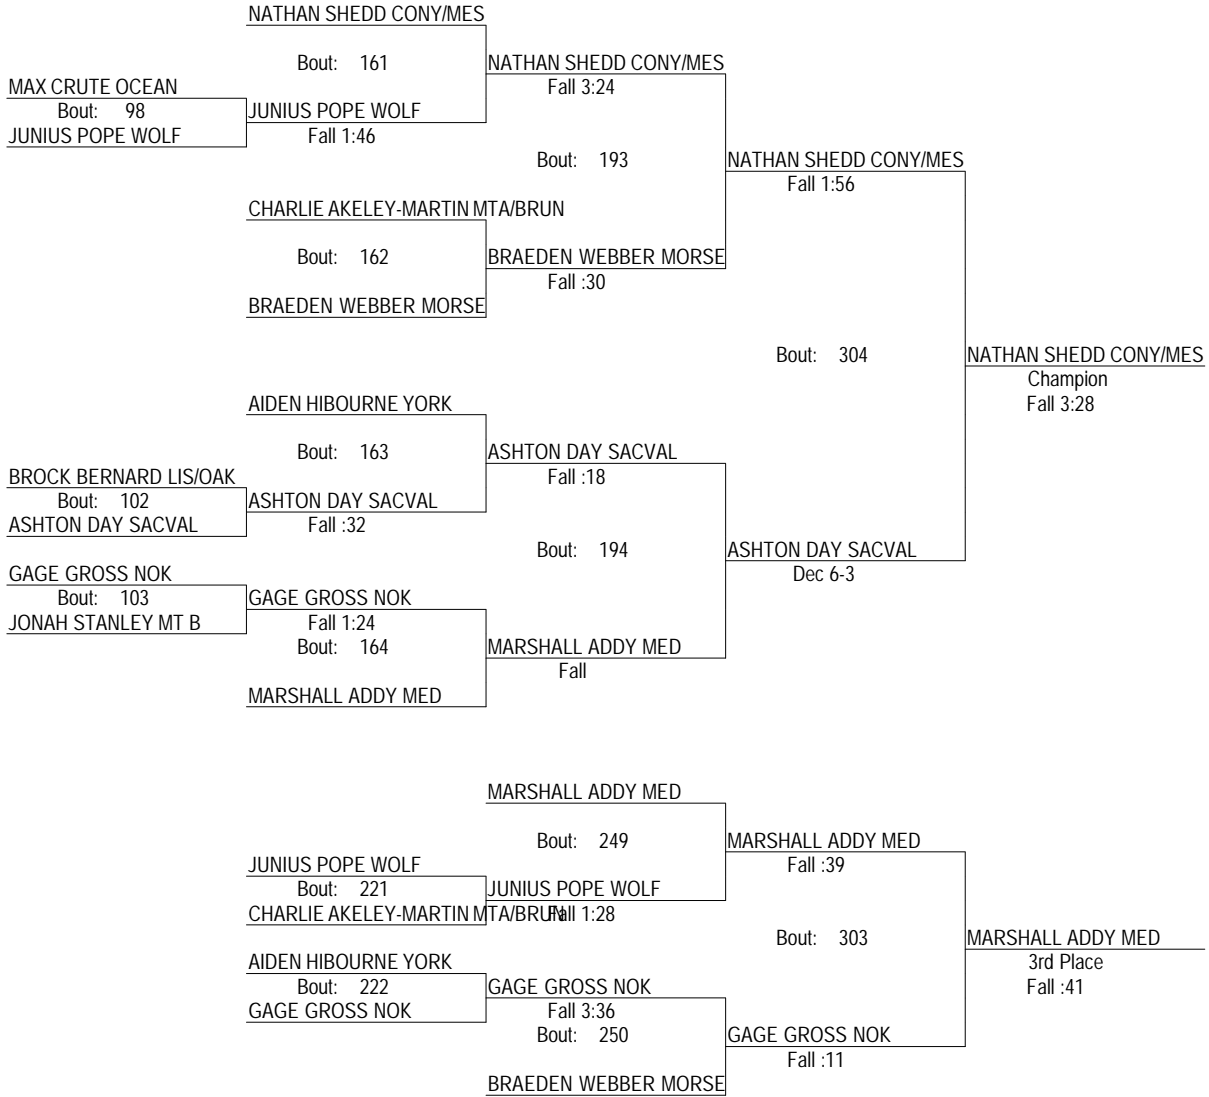 NATHAN SHEDD CONY/MES
Bout: 161
NATHAN SHEDD CONY/MES
Fall 3:24
MAX CRUTE OCEAN
Bout: 98
JUNIUS POPE WOLF
JUNIUS POPE WOLF
Fall 1:46
Bout: 193
NATHAN SHEDD CONY/MES
Fall 1:56
CHARLIE AKELEY-MARTIN MTA/BRUN
Bout: 162
BRAEDEN WEBBER MORSE
Fall :30
BRAEDEN WEBBER MORSE
Bout: 304
NATHAN SHEDD CONY/MES
Champion
Fall 3:28
AIDEN HIBOURNE YORK
Bout: 163
ASHTON DAY SACVAL
Fall :18
BROCK BERNARD LIS/OAK
Bout: 102
ASHTON DAY SACVAL
ASHTON DAY SACVAL
Fall :32
Bout: 194
ASHTON DAY SACVAL
Dec 6-3
GAGE GROSS NOK
Bout: 103
JONAH STANLEY MT B
GAGE GROSS NOK
Fall 1:24
Bout: 164
MARSHALL ADDY MED
Fall
MARSHALL ADDY MED
MARSHALL ADDY MED
Bout: 249
MARSHALL ADDY MED
Fall :39
JUNIUS POPE WOLF
Bout: 221
JUNIUS POPE WOLF
CHARLIE AKELEY-MARTIN MTA/BRUN
Fall 1:28
Bout: 303
MARSHALL ADDY MED
3rd Place
Fall :41
AIDEN HIBOURNE YORK
Bout: 222
GAGE GROSS NOK
GAGE GROSS NOK
Fall 3:36
Bout: 250
GAGE GROSS NOK
Fall :11
BRAEDEN WEBBER MORSE